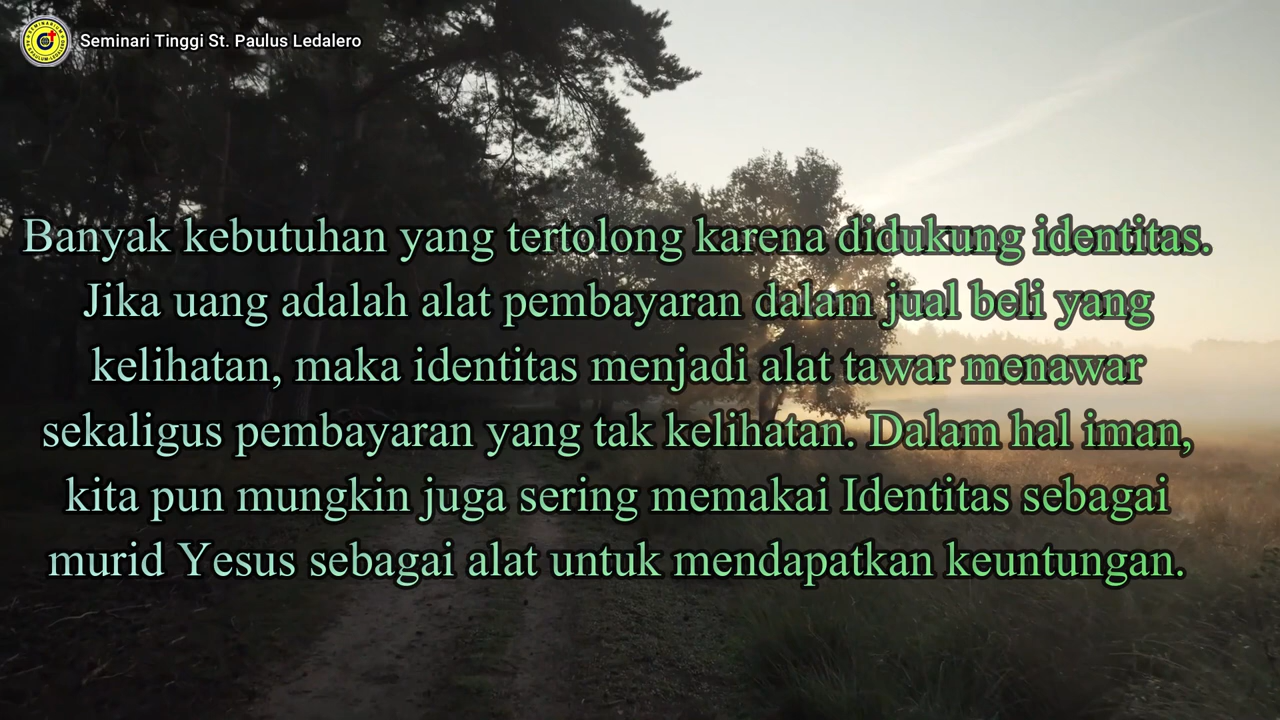 Seminari Tinggi St. Paulus Ledalero
Banyak kebutuhan yang tertolong karena didukung identitas.
Jika uang adalah alat pembayaran dalam jual beli yang
kelihatan, maka identitas menjadi alat tawar menawar
sekaligus pembayaran yang tak kelihatan. Dalam hal iman,
kita pun mungkin juga sering memakai Identitas sebagai
murid Yesus sebagai alat untuk mendapatkan keuntungan.